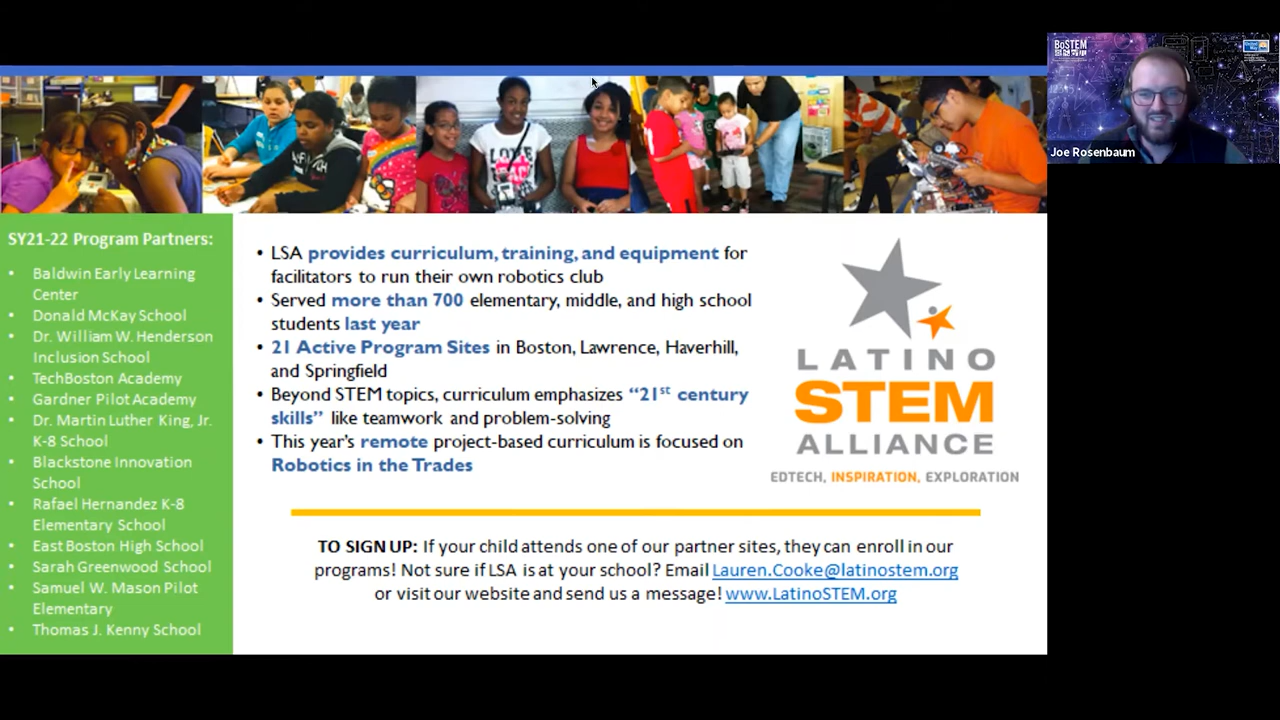 BoSTEM
Joe Rosenbaum
SY21-22 Program Partners:
• Baldwin Early Learning
Center
• Donald McKay School
• Dr. William W. Henderson
Inclusion School
• TechBoston Academy
• Gardner Pilot Academy
• Dr. Martin Luther King, Jr.
K-8 School
• Blackstone Innovation
School
• Rafael Hernandez K-8
Elementary School
• East Boston High School
• Sarah Greenwood School
• Samuel W. Mason Pilot
Elementary
• Thomas J. Kenny School
• LSA provides curriculum, training, and equipment for
facilitators to run their own robotics club
• Served more than 700 elementary, middle, and high school
students last year
• 21 Active Program Sites in Boston, Lawrence, Haverhill,
and Springfield
• Beyond STEM topics, curriculum emphasizes “21st century
skills” like teamwork and problem-solving
• This year’s remote project-based curriculum is focused on
Robotics in the Trades
LATINO
STEM
ALLIANCE
EDTECH, INSPIRATION, EXPLORATION
TO SIGN UP: If your child attends one of our partner sites, they can enroll in our
programs! Not sure if LSA is at your school? Email Lauren.Cooke@latinostem.org
or visit our website and send us a message! www.LatinoSTEM.org